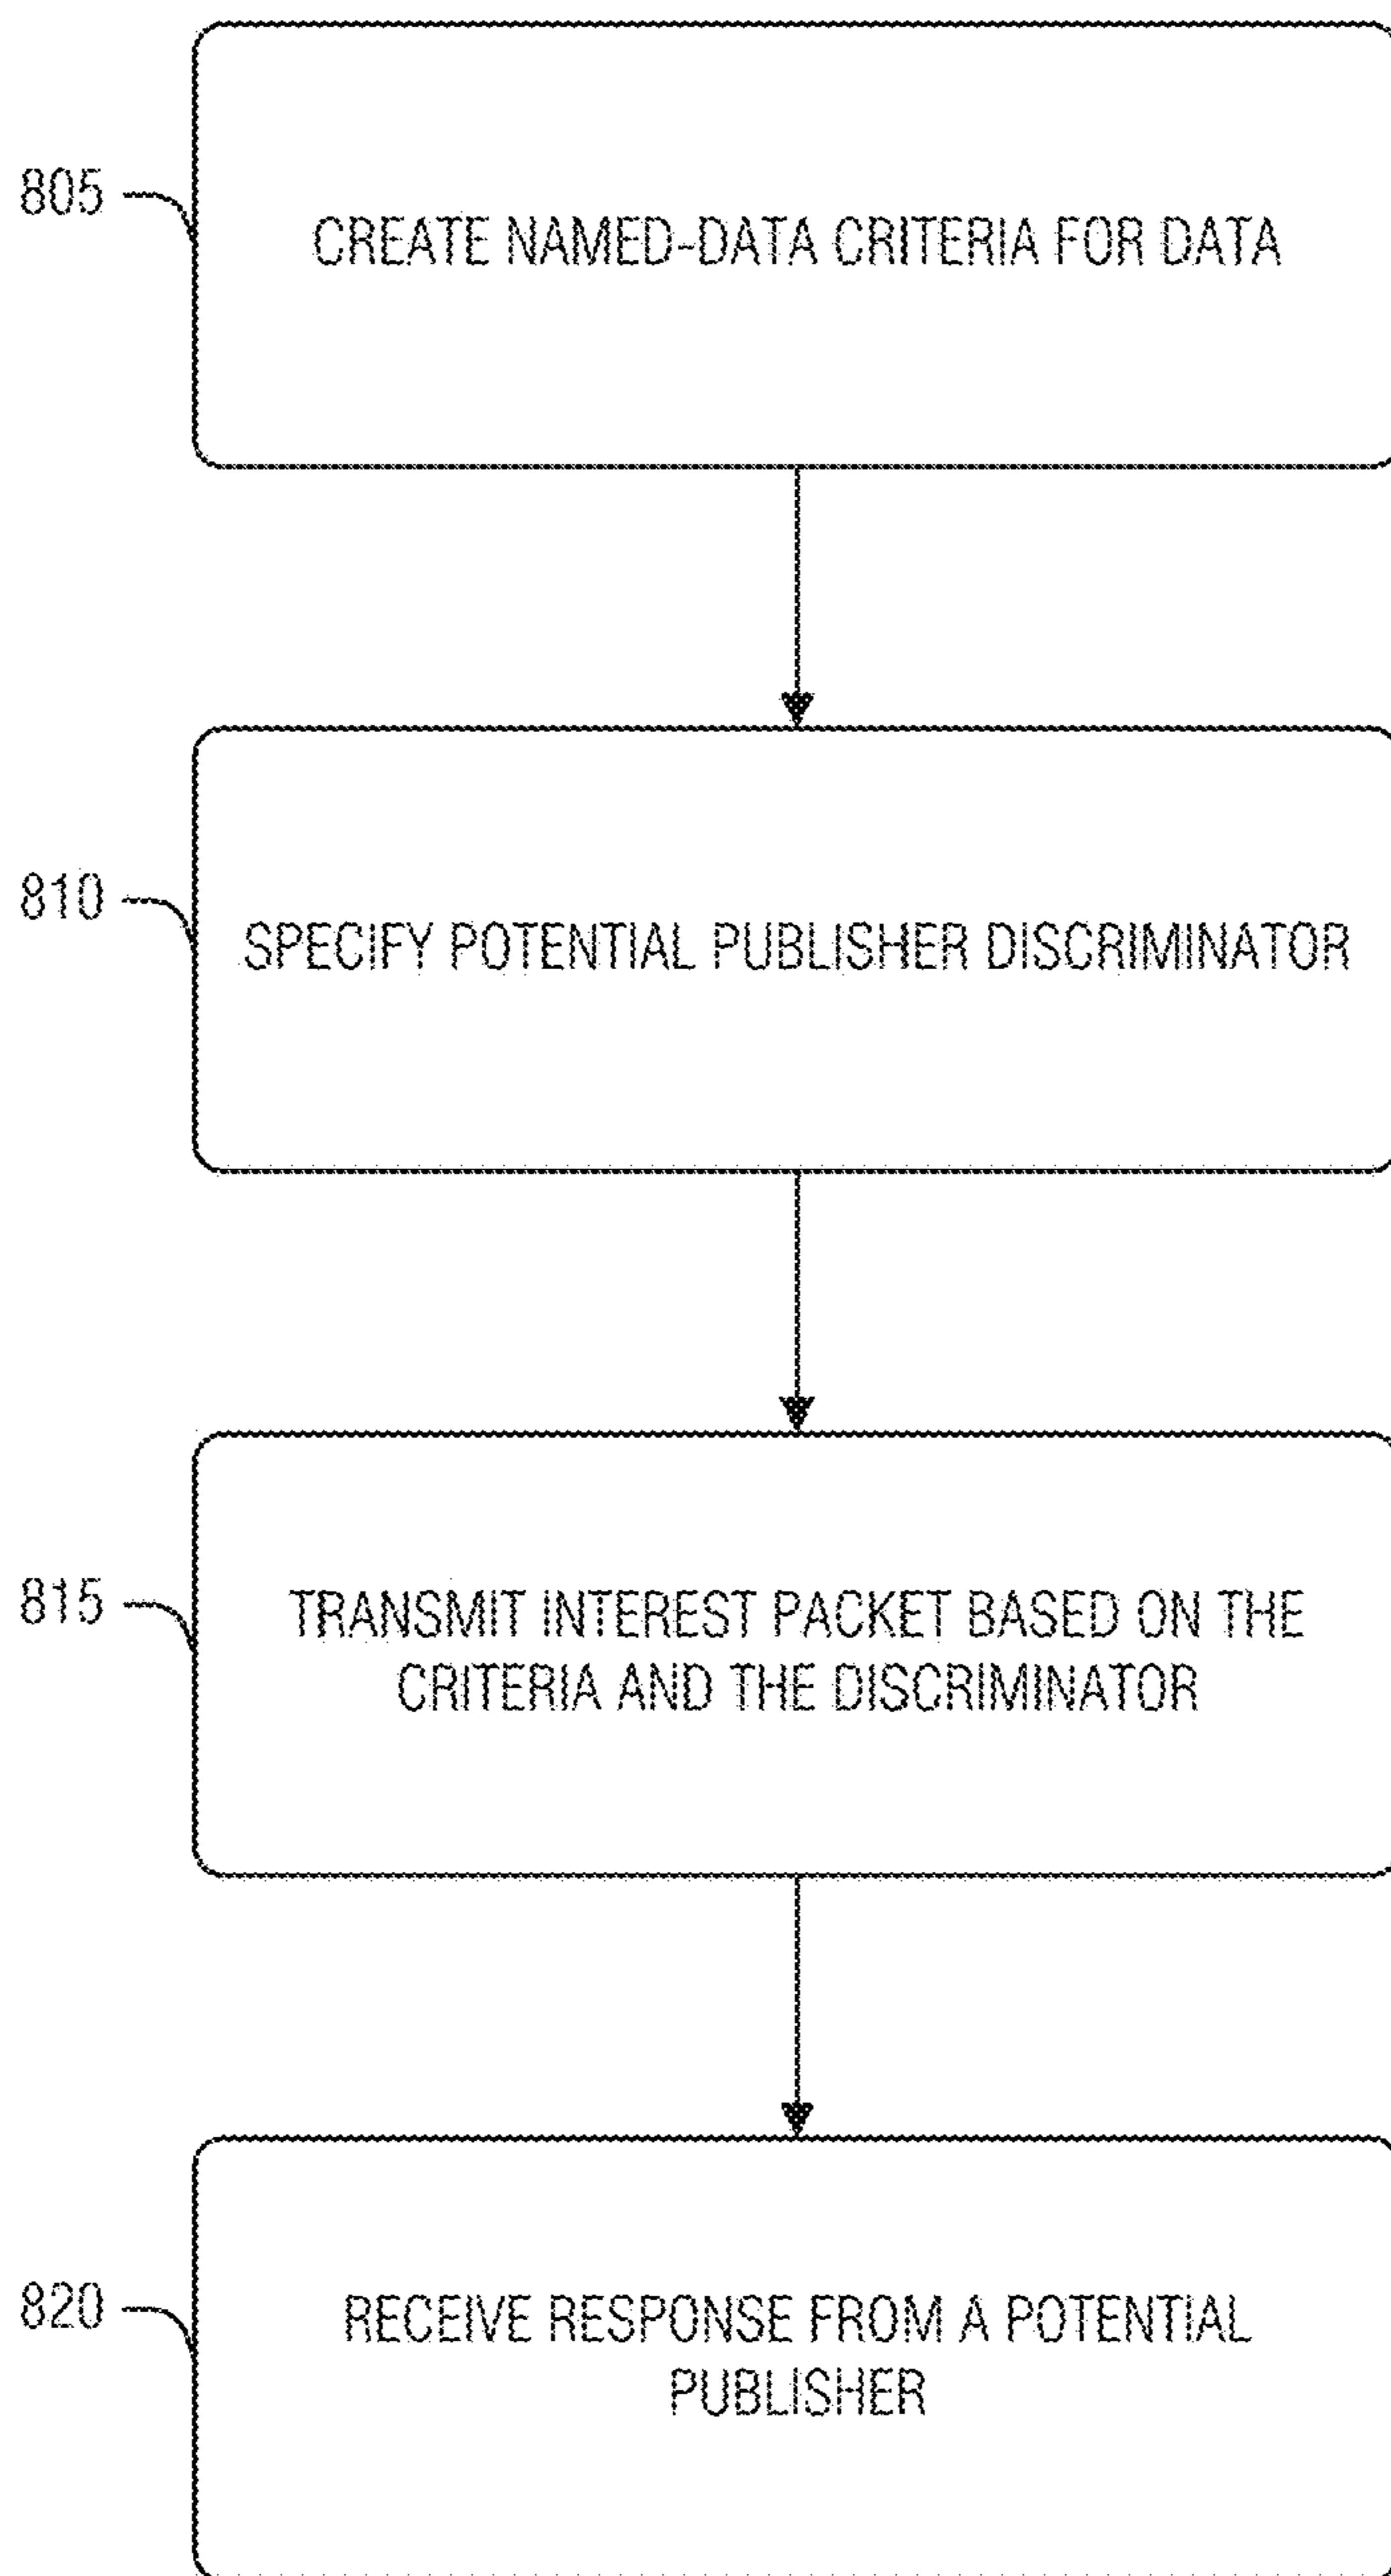 805
CREATE NAMED-DATA CRITERIA FOR DATA
810
SPECIFY POTENTIAL PUBLISHER DISCRIMINATOR
815
TRANSMIT INTEREST PACKET BASED ON THE
CRITERIA AND THE DISCRIMINATOR
820
RECEIVE RESPONSE FROM A POTENTIAL
PUBLISHER